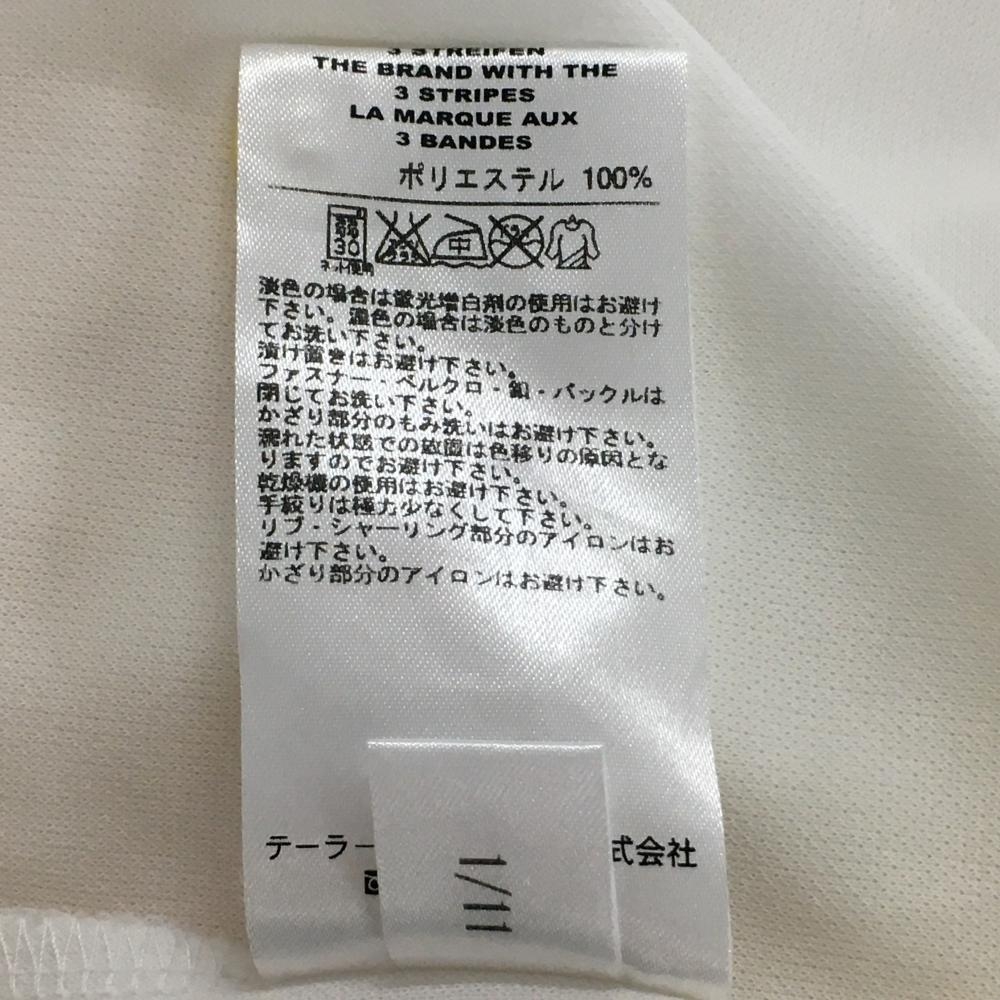 3 STREIFEN
THE BRAND WITH THE
3 STRIPES
LA MARQUE AUX
3 BANDES
ポリエステル 100%
30
中
ネット使用
淡色の場合は蛍光増白剤の使用はお避け
下さい。濃色の場合は淡色のものと分け
てお洗い下さい。
漬け置きはお避け下さい。
ファスナー・ベルクロ・釦・バックルは
閉じてお洗い下さい。
かざり部分のもみ洗いはお避け下さい。
濡れた状態での放置は色移りの原因とな
りますのでお避け下さい。
乾燥機の使用はお避け下さい。
手絞りは極力少なくして下さい。
リブ・シャーリング部分のアイロンはお
避け下さい。
かざり部分のアイロンはお避け下さい。
テーラー
式会社
1/11